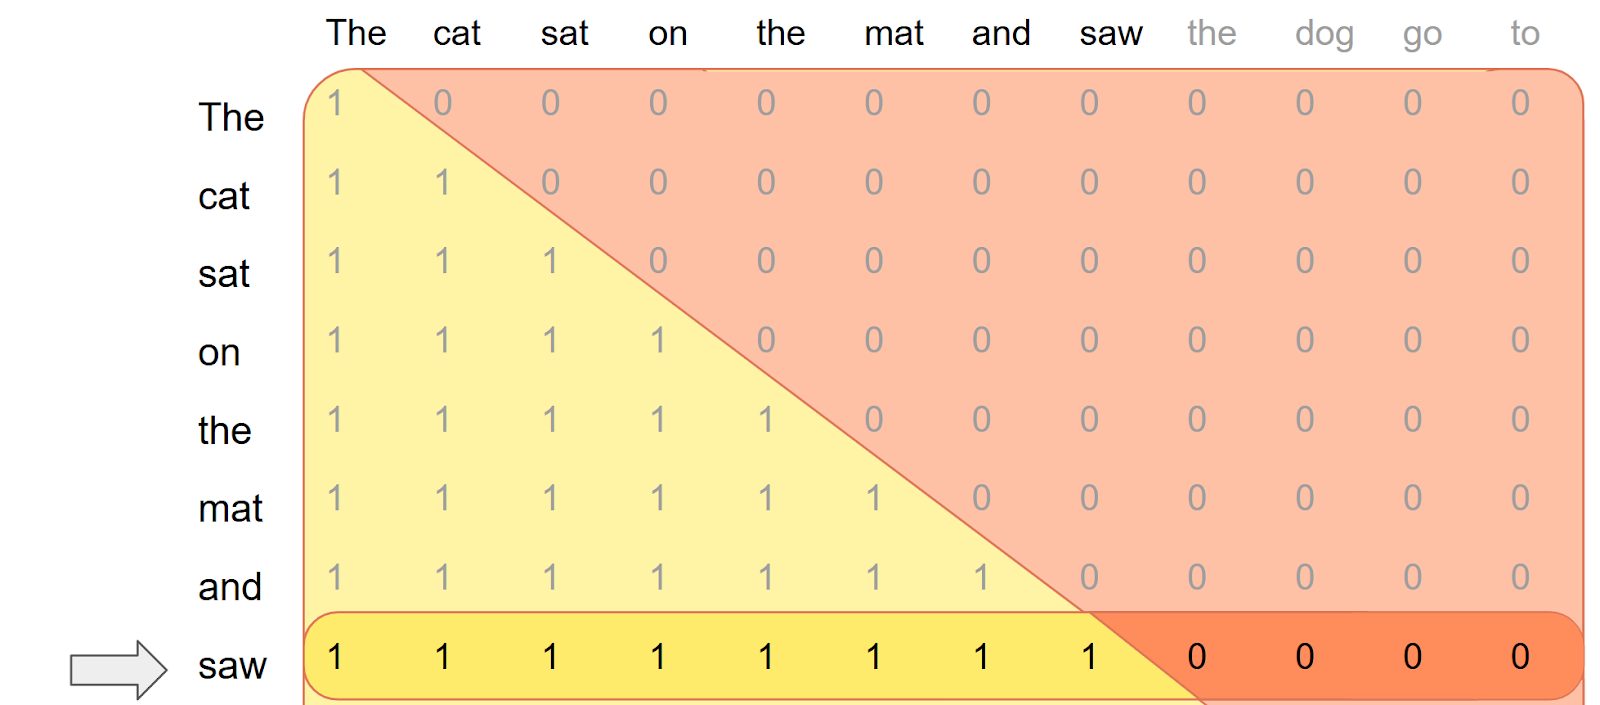 The cat sat on the mat and saw the dog go to
The 1 0 0 0 0 0 0 0 0 0 0 0
cat 1 1 0 0 0 0 0 0 0 0 0 0
sat 1 1 1 0 0 0 0 0 0 0 0 0
on 1 1 1 1 0 0 0 0 0 0 0 0
the 1 1 1 1 1 0 0 0 0 0 0 0
mat 1 1 1 1 1 1 0 0 0 0 0 0
and 1 1 1 1 1 1 1 0 0 0 0 0
saw 1 1 1 1 1 1 1 1 0 0 0 0